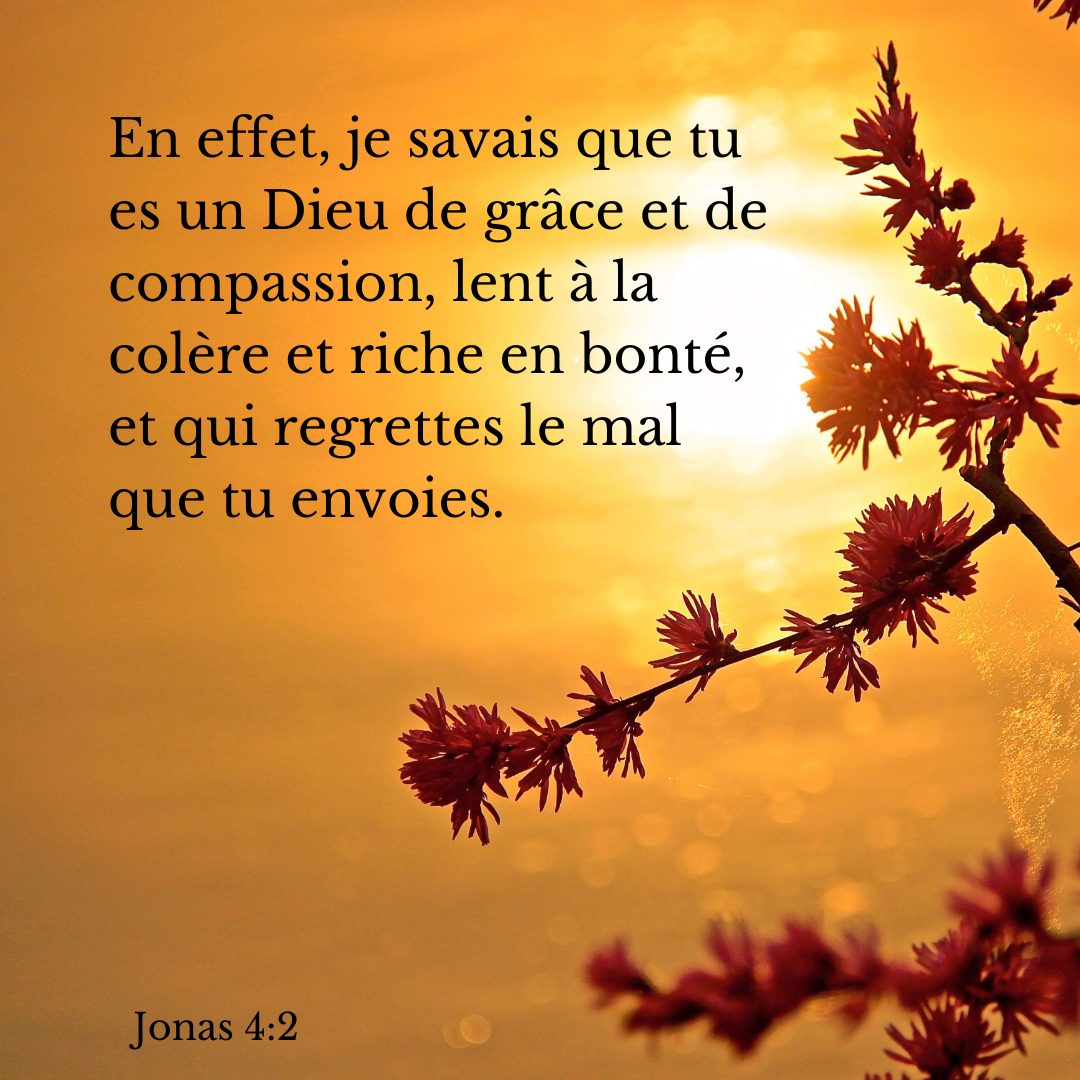 En effet, je savais que tu
es un Dieu de grâce et de
compassion, lent à la
colère et riche en bonté,
et qui regrettes le mal
que tu envoies.
Jonas 4:2